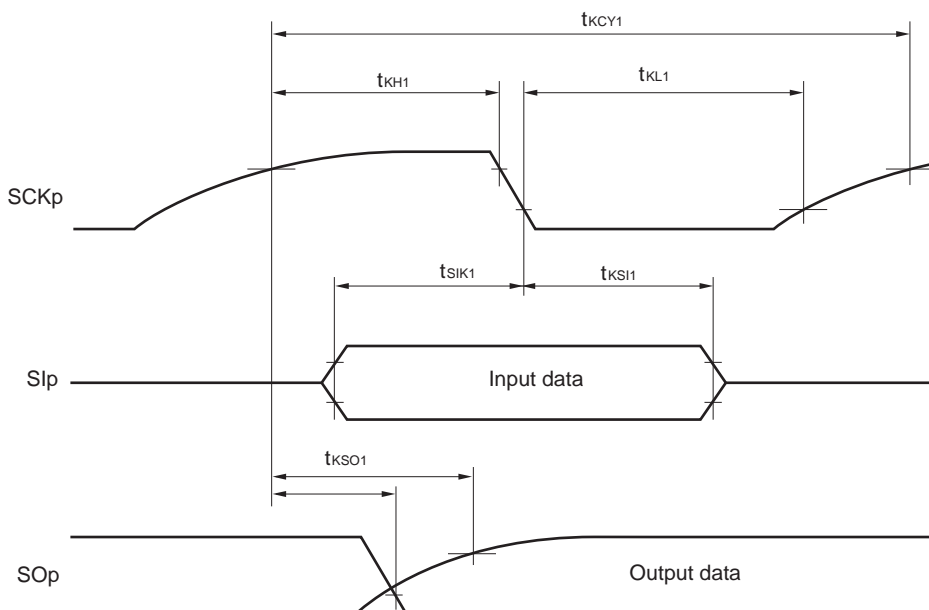 tKCY1
tKH1
tKL1
SCKp
tSIK1
tKSI1
SIp
Input data
tKSO1
SOp
Output data